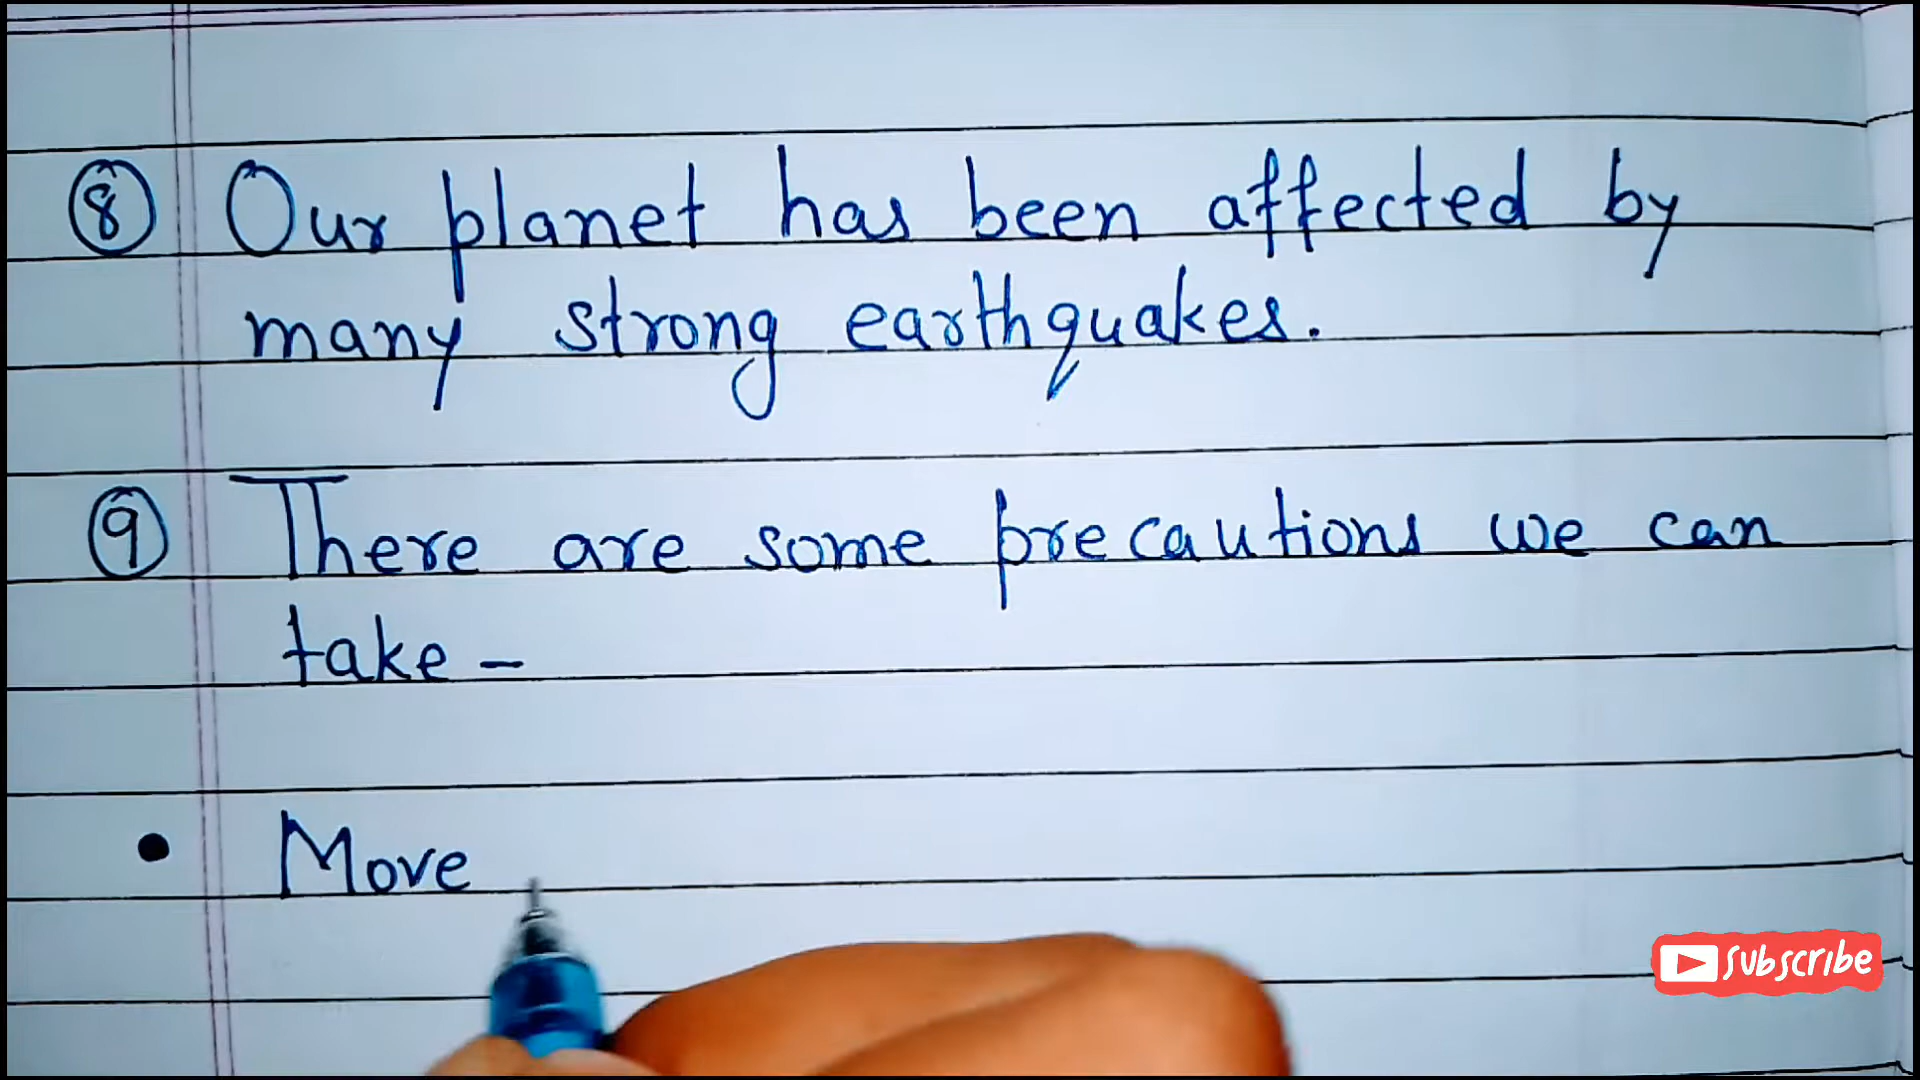 ⑧ Our planet has been affected by
many strong earthquakes.
⑨ There are some precautions we can
take -
• Move
Subscribe